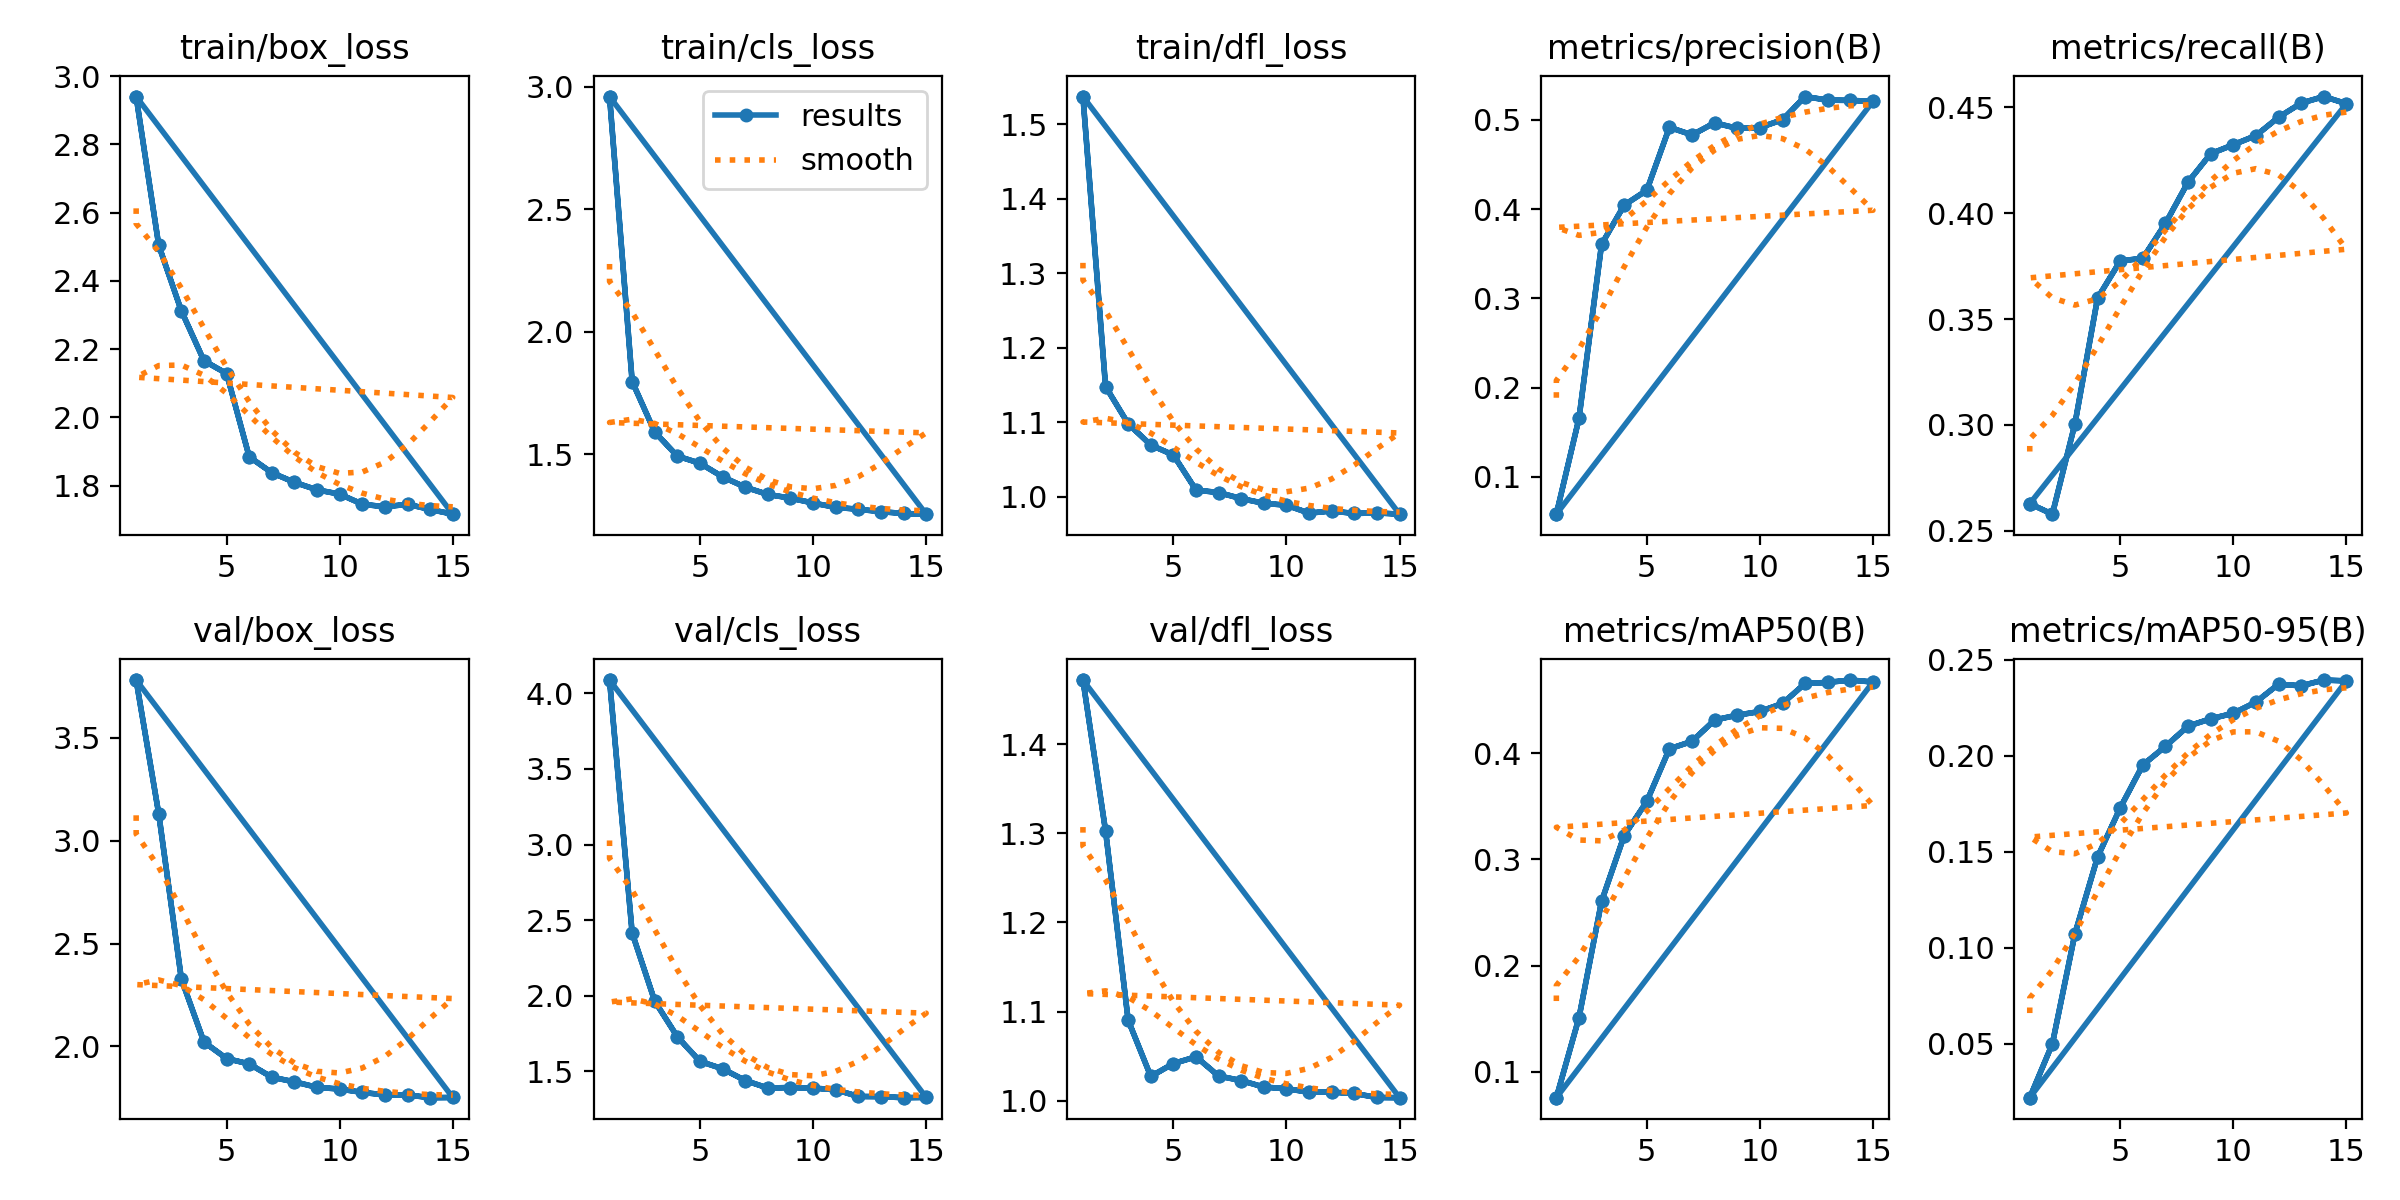 train/box_loss
3.0
2.8
2.6
2.4
2.2
2.0
1.8
5 10 15
train/cls_loss
results
smooth
3.0
2.5
2.0
1.5
5 10 15
train/dfl_loss
1.5
1.4
1.3
1.2
1.1
1.0
5 10 15
metrics/precision(B)
0.5
0.4
0.3
0.2
0.1
5 10 15
metrics/recall(B)
0.45
0.40
0.35
0.30
0.25
5 10 15
val/box_loss
3.5
3.0
2.5
2.0
5 10 15
val/cls_loss
4.0
3.5
3.0
2.5
2.0
1.5
5 10 15
val/dfl_loss
1.4
1.3
1.2
1.1
1.0
5 10 15
metrics/mAP50(B)
0.4
0.3
0.2
0.1
5 10 15
metrics/mAP50-95(B)
0.25
0.20
0.15
0.10
0.05
5 10 15